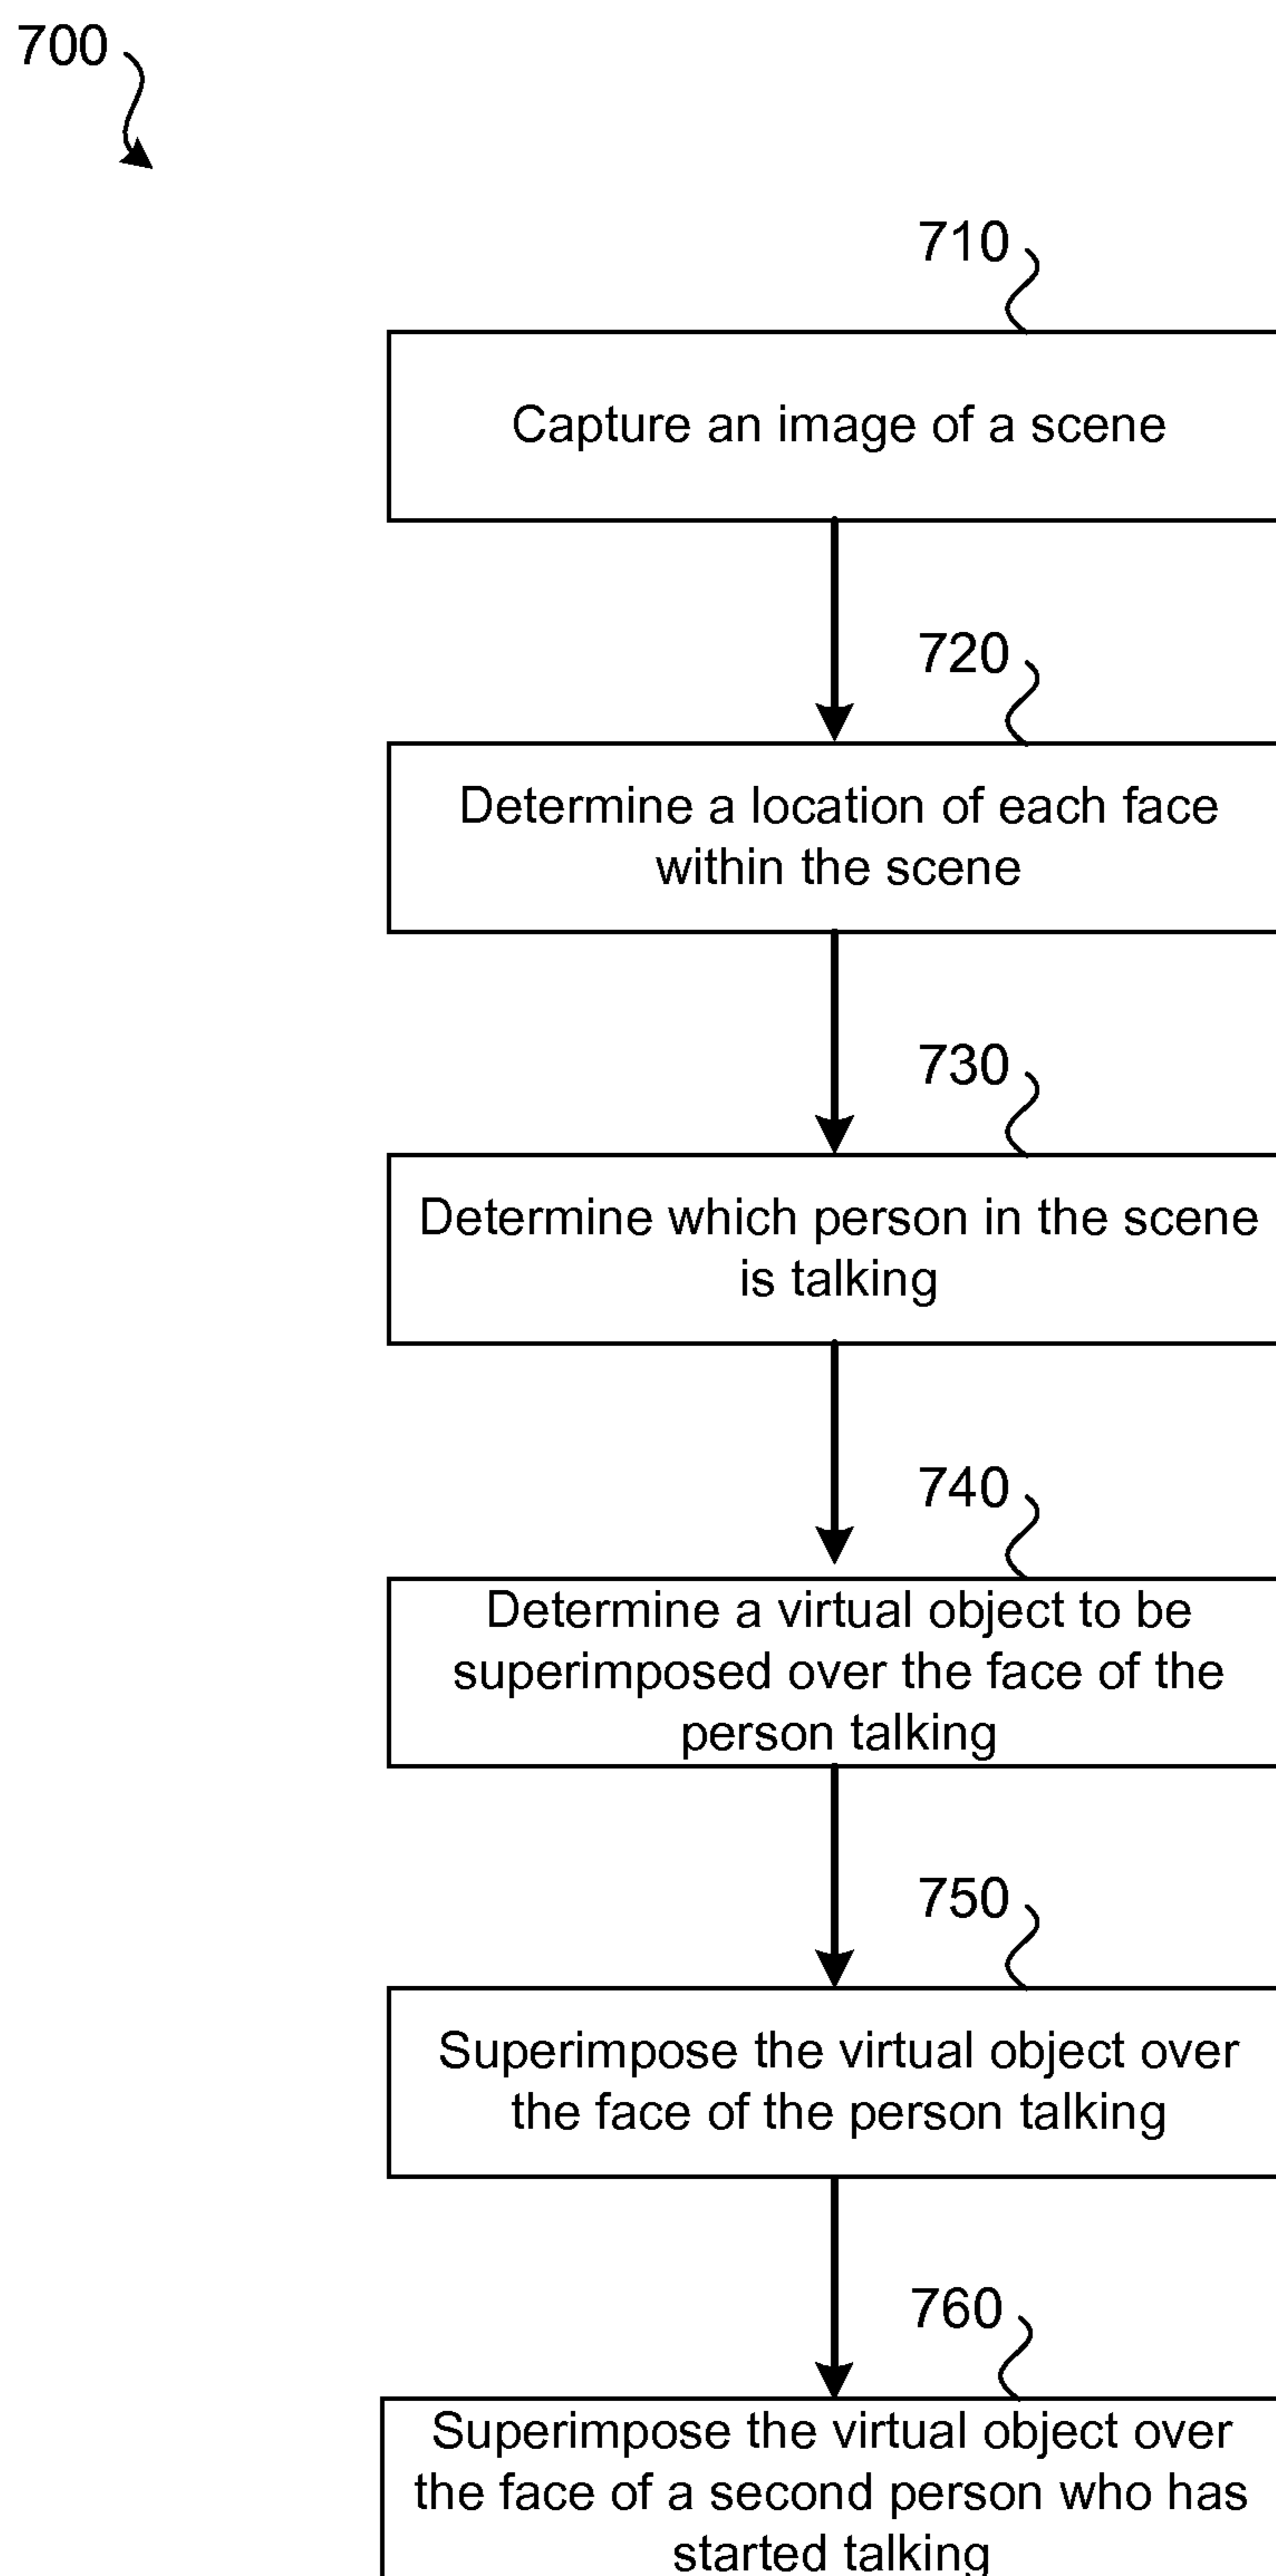 700
710
Capture an image of a scene
720
Determine a location of each face
within the scene
730
Determine which person in the scene
is talking
740
Determine a virtual object to be
superimposed over the face of the
person talking
750
Superimpose the virtual object over
the face of the person talking
760
Superimpose the virtual object over
the face of a second person who has
started talking